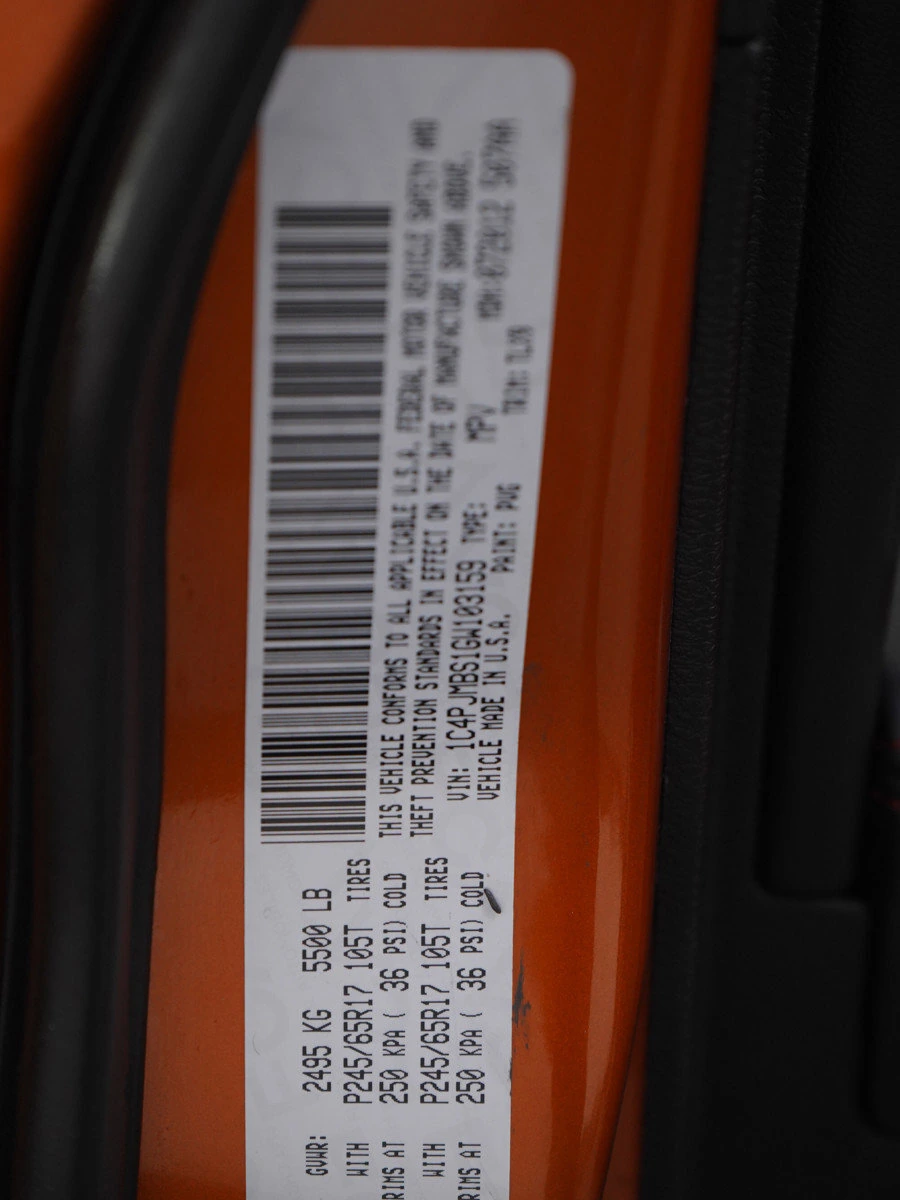 GVWR: 2495 KG 5500 LB
WITH P245/65R17 105T TIRES
RIMS AT 250 KPA ( 36 PSI) COLD
WITH P245/65R17 105T TIRES
RIMS AT 250 KPA ( 36 PSI) COLD
THIS VEHICLE CONFORMS TO ALL APPLICABLE U.S.A. FEDERAL MOTOR VEHICLE SAFETY AND
THEFT PREVENTION STANDARDS IN EFFECT ON THE DATE OF MANUFACTURE SHOWN ABOVE.
VIN: 1C4PJMBS1GW103159 TYPE: MPV
VEHICLE MADE IN U.S.A. PAINT: PVG TRIM: